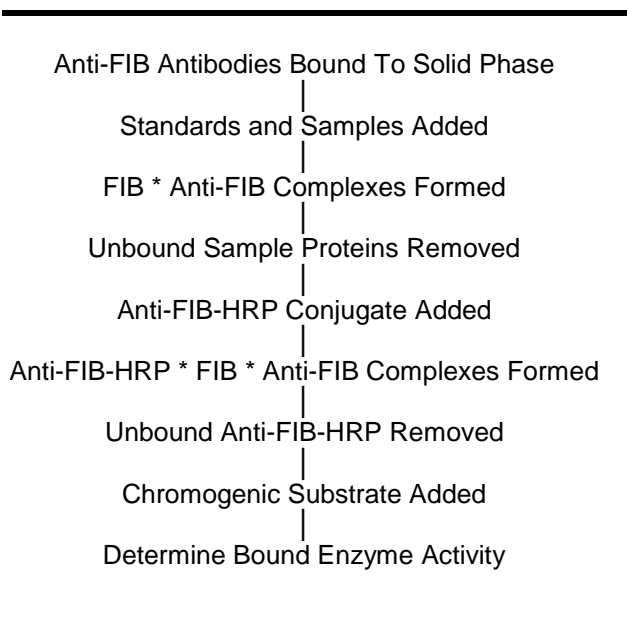 Anti-FIB Antibodies Bound To Solid Phase
Standards and Samples Added
FIB * Anti-FIB Complexes Formed
Unbound Sample Proteins Removed
Anti-FIB-HRP Conjugate Added
Anti-FIB-HRP * FIB * Anti-FIB Complexes Formed
Unbound Anti-FIB-HRP Removed
Chromogenic Substrate Added
Determine Bound Enzyme Activity